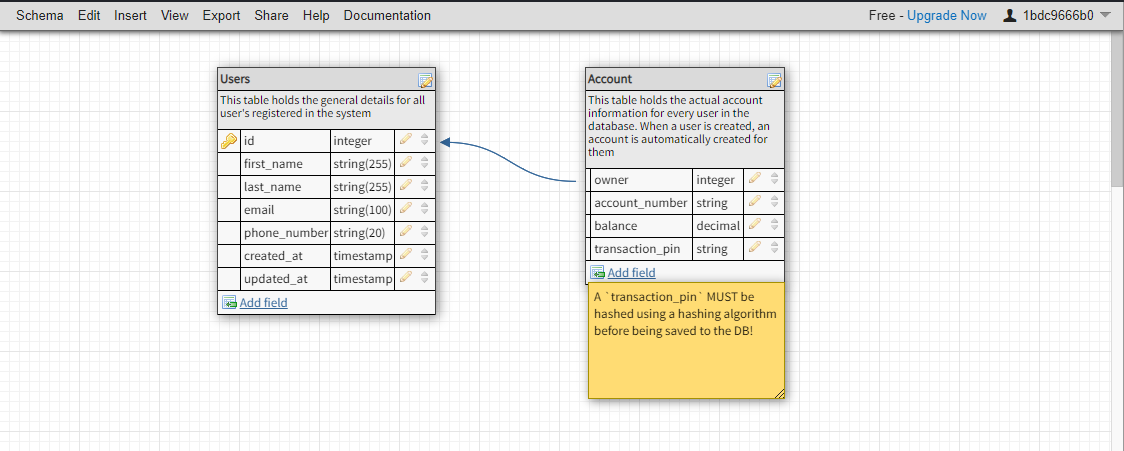 Schema Edit Insert View Export Share Help Documentation Free - Upgrade Now 1bdc9666b0
Users
This table holds the general details for all
user's registered in the system
id integer
first_name string(255)
last_name string(255)
email string(100)
phone_number string(20)
created_at timestamp
updated_at timestamp
Add field
Account
This table holds the actual account
information for every user in the
database. When a user is created, an
account is automatically created for
them
owner integer
account_number string
balance decimal
transaction_pin string
Add field
A `transaction_pin` MUST be
hashed using a hashing algorithm
before being saved to the DB!